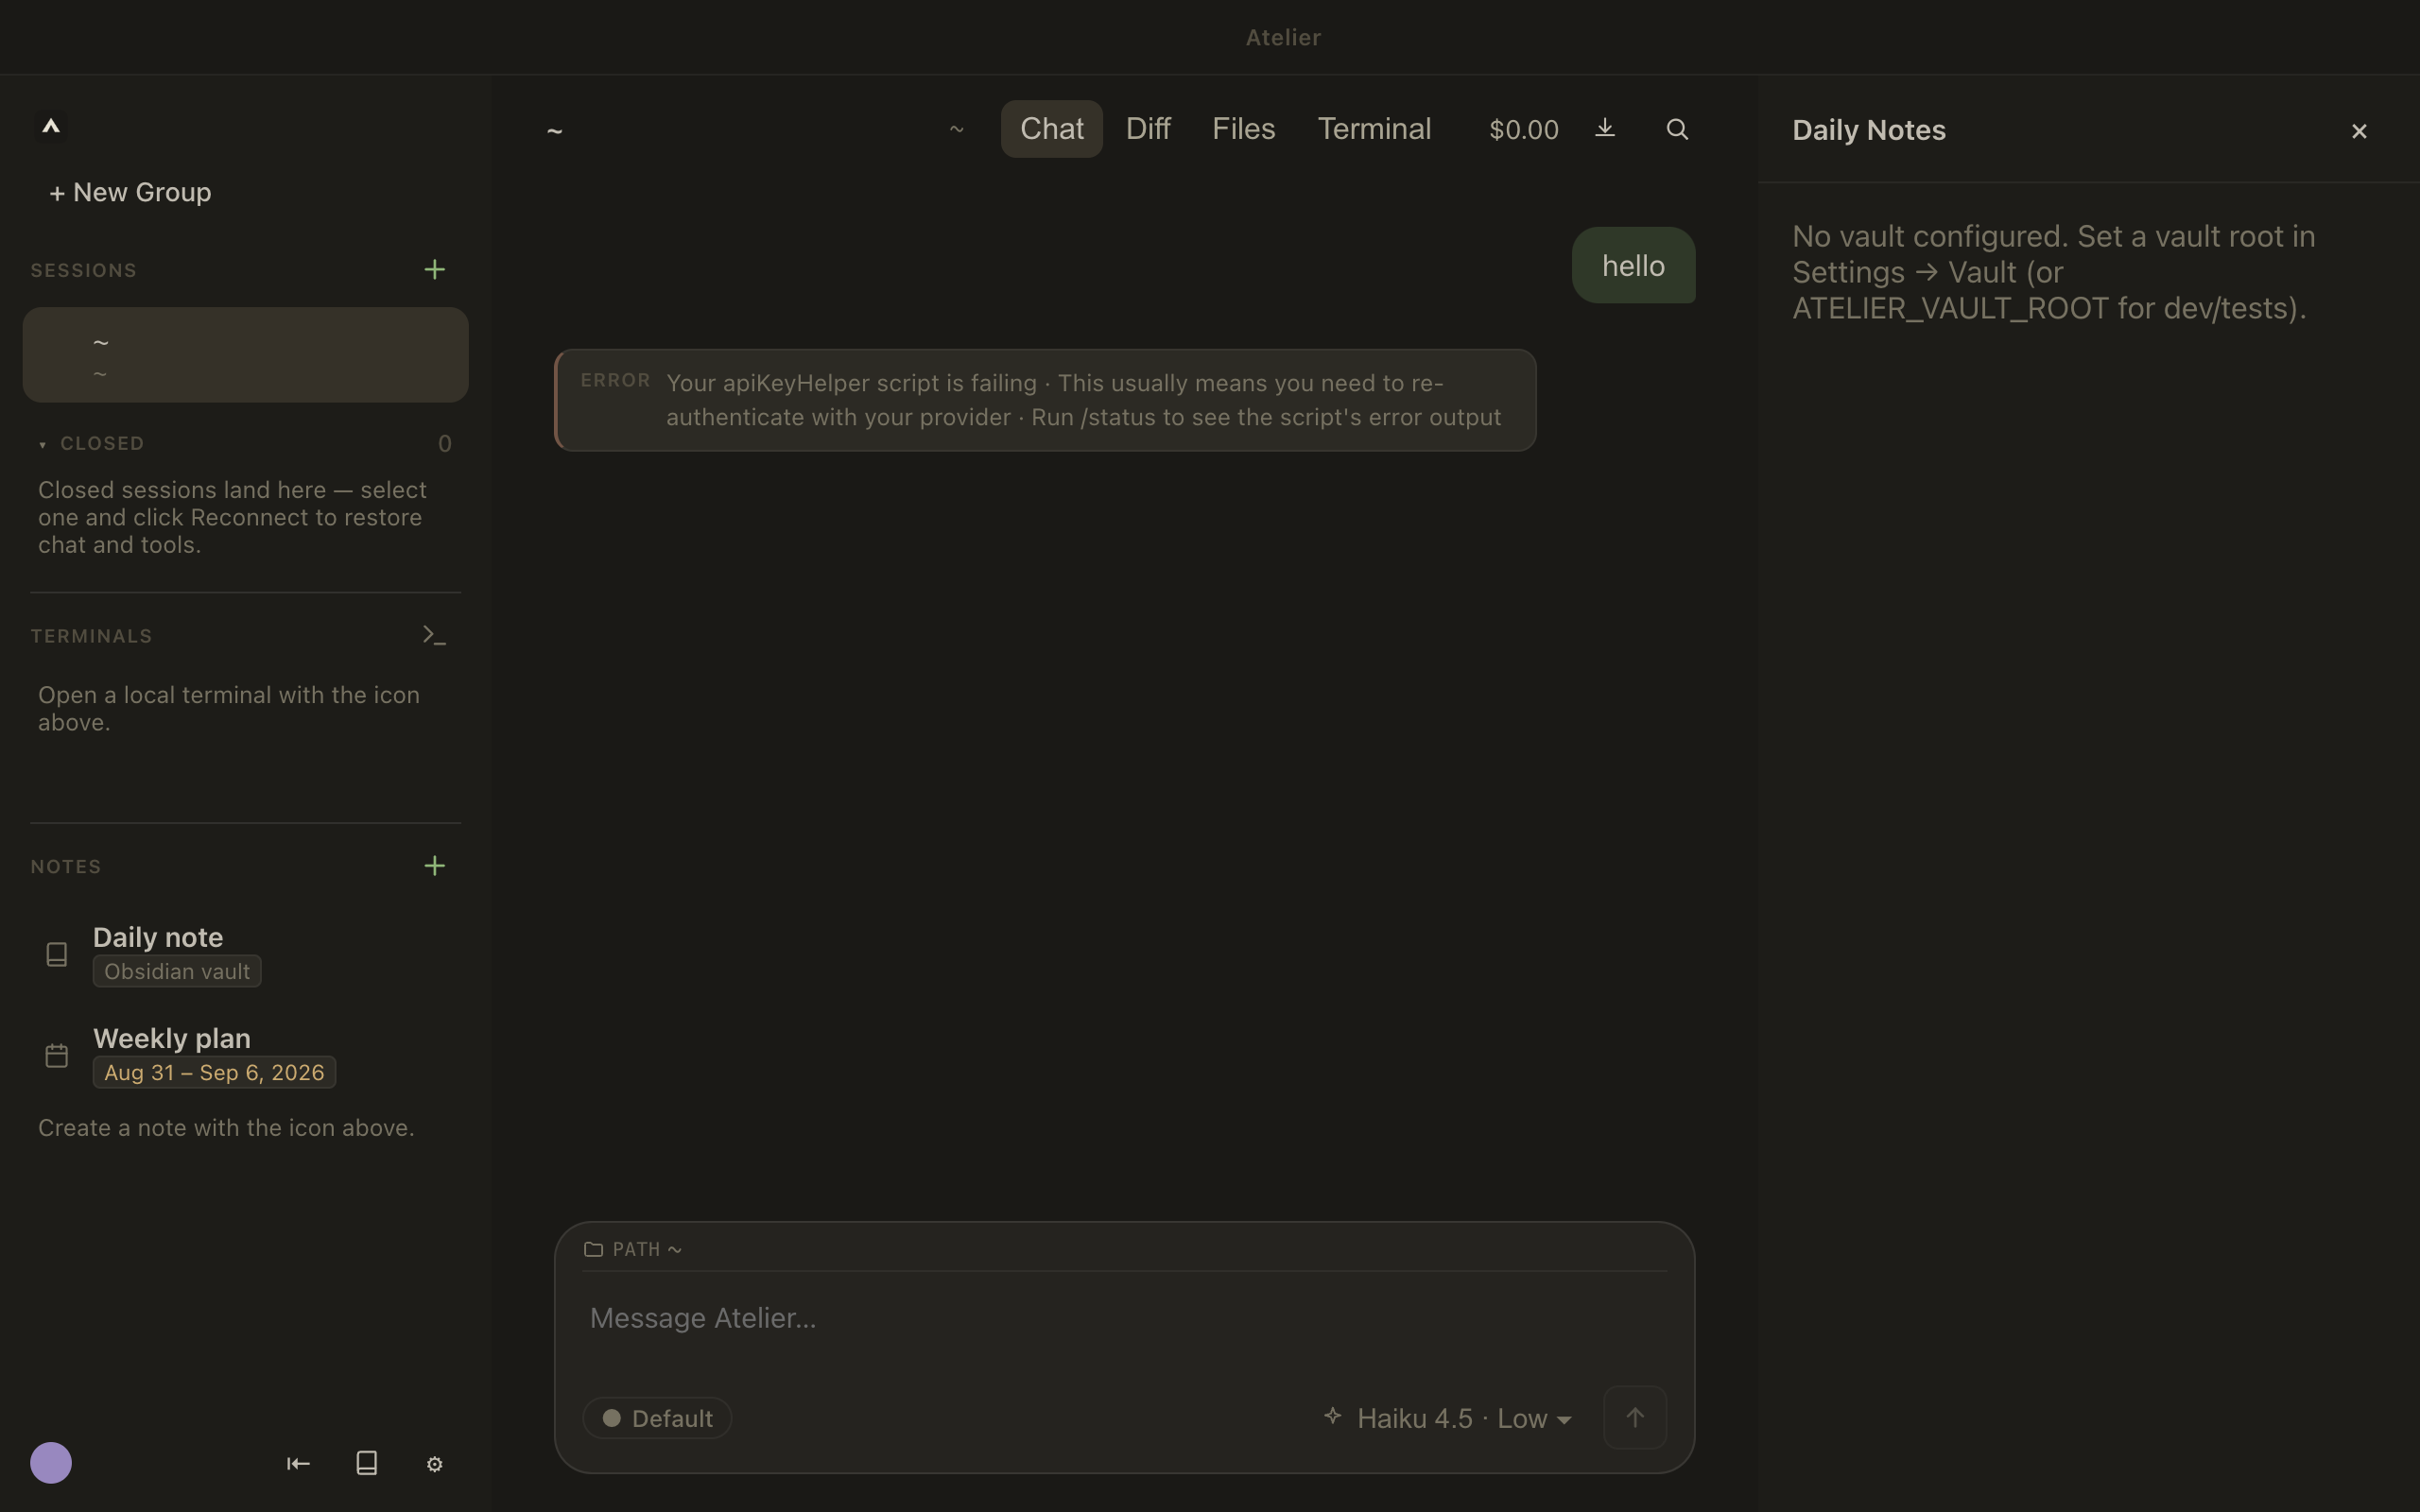 Atelier
+ New Group
SESSIONS
~
~
CLOSED 0
Closed sessions land here — select
one and click Reconnect to restore
chat and tools.
TERMINALS
Open a local terminal with the icon
above.
NOTES
Daily note
Obsidian vault
Weekly plan
Aug 31 – Sep 6, 2026
Create a note with the icon above.
~
~ Chat Diff Files Terminal $0.00
hello
ERROR Your apiKeyHelper script is failing · This usually means you need to re-
authenticate with your provider · Run /status to see the script's error output
PATH ~
Message Atelier...
Default
Haiku 4.5 · Low
Daily Notes
No vault configured. Set a vault root in
Settings → Vault (or
ATELIER_VAULT_ROOT for dev/tests).